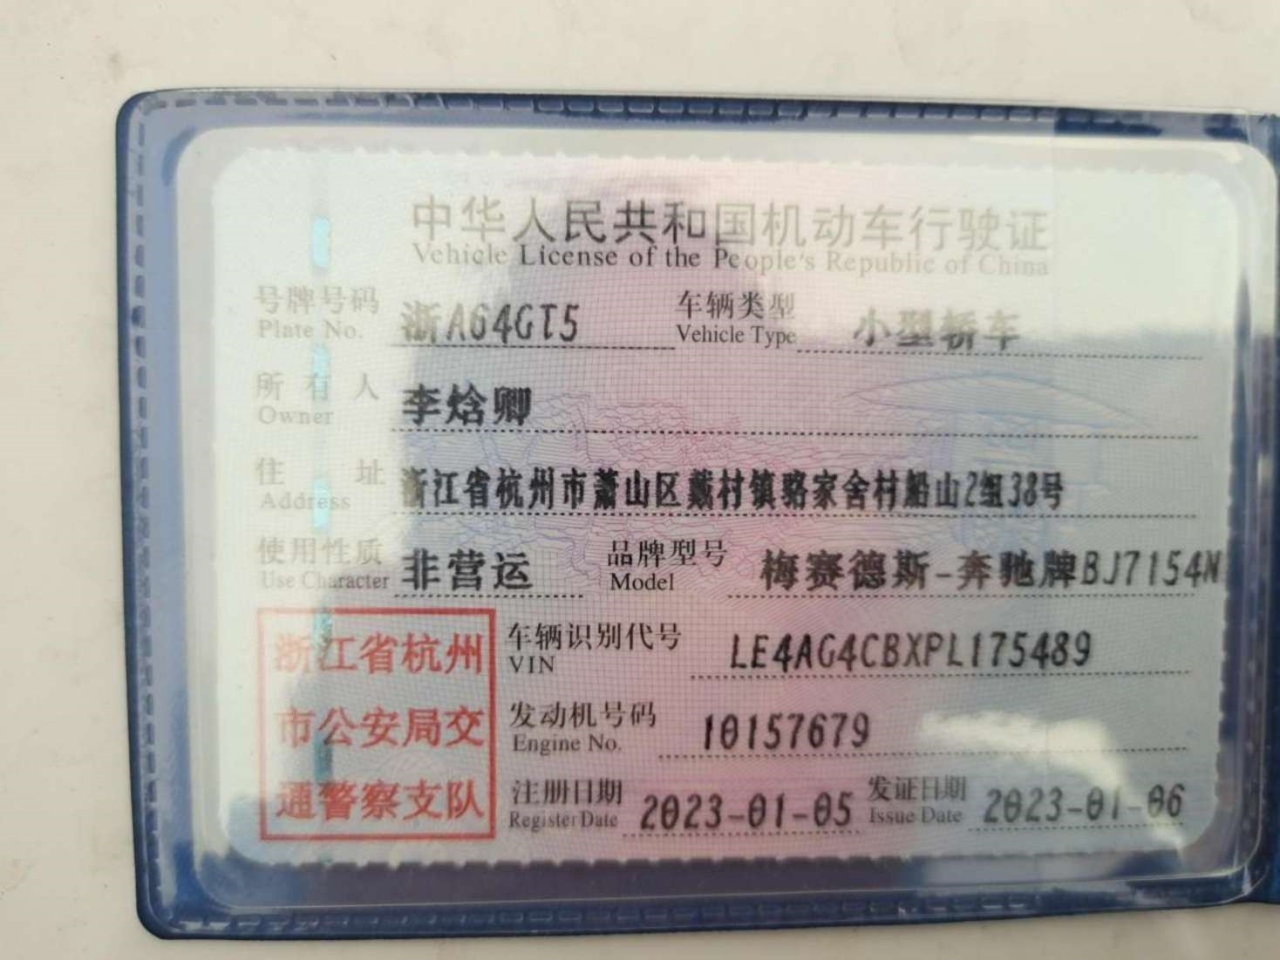 中华人民共和国机动车行驶证
Vehicle License of the People's Republic of China
号牌号码 浙A64GT5 车辆类型 小型轿车
Plate No. Vehicle Type
所有人 李焓卿
Owner
住址 浙江省杭州市萧山区戴村镇骆家舍村船山2组38号
Address
使用性质 非营运 品牌型号 梅赛德斯-奔驰牌BJ7154N
Use Character Model
浙江省杭州
市公安局交
通警察支队
车辆识别代号 LE4AG4CBXPL175489
VIN
发动机号码 10157679
Engine No.
注册日期 2023-01-05 发证日期 2023-01-06
Register Date Issue Date